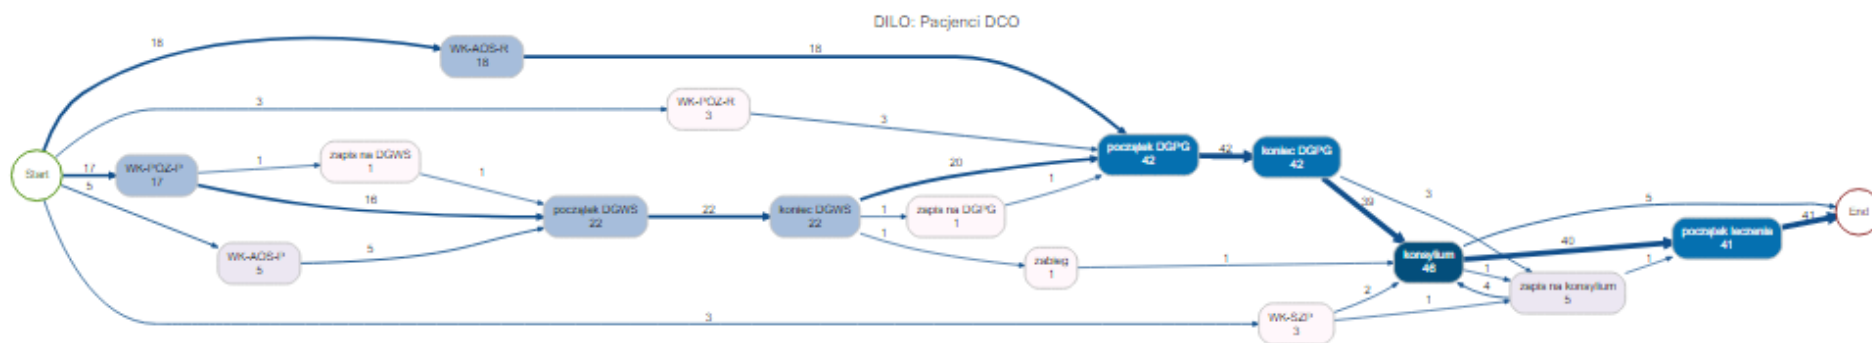 DILO: Pacjenci DCO
18
WK-AOS-R
18
18
3
WK-POZ-R
3
3
Start
17
WK-POZ-P
17
1
zapis na DGWS
1
1
16
5
WK-AOS-P
5
5
początek DGWS
22
22
koniec DGWS
22
20
1
zapis na DGPG
1
1
1
zabieg
1
1
początek DGPG
42
42
koniec DGPG
42
39
3
konsylium
46
5
40
1
4
zapis na konsylium
5
1
początek leczenia
41
41
End
3
WK-SZP
3
2
1